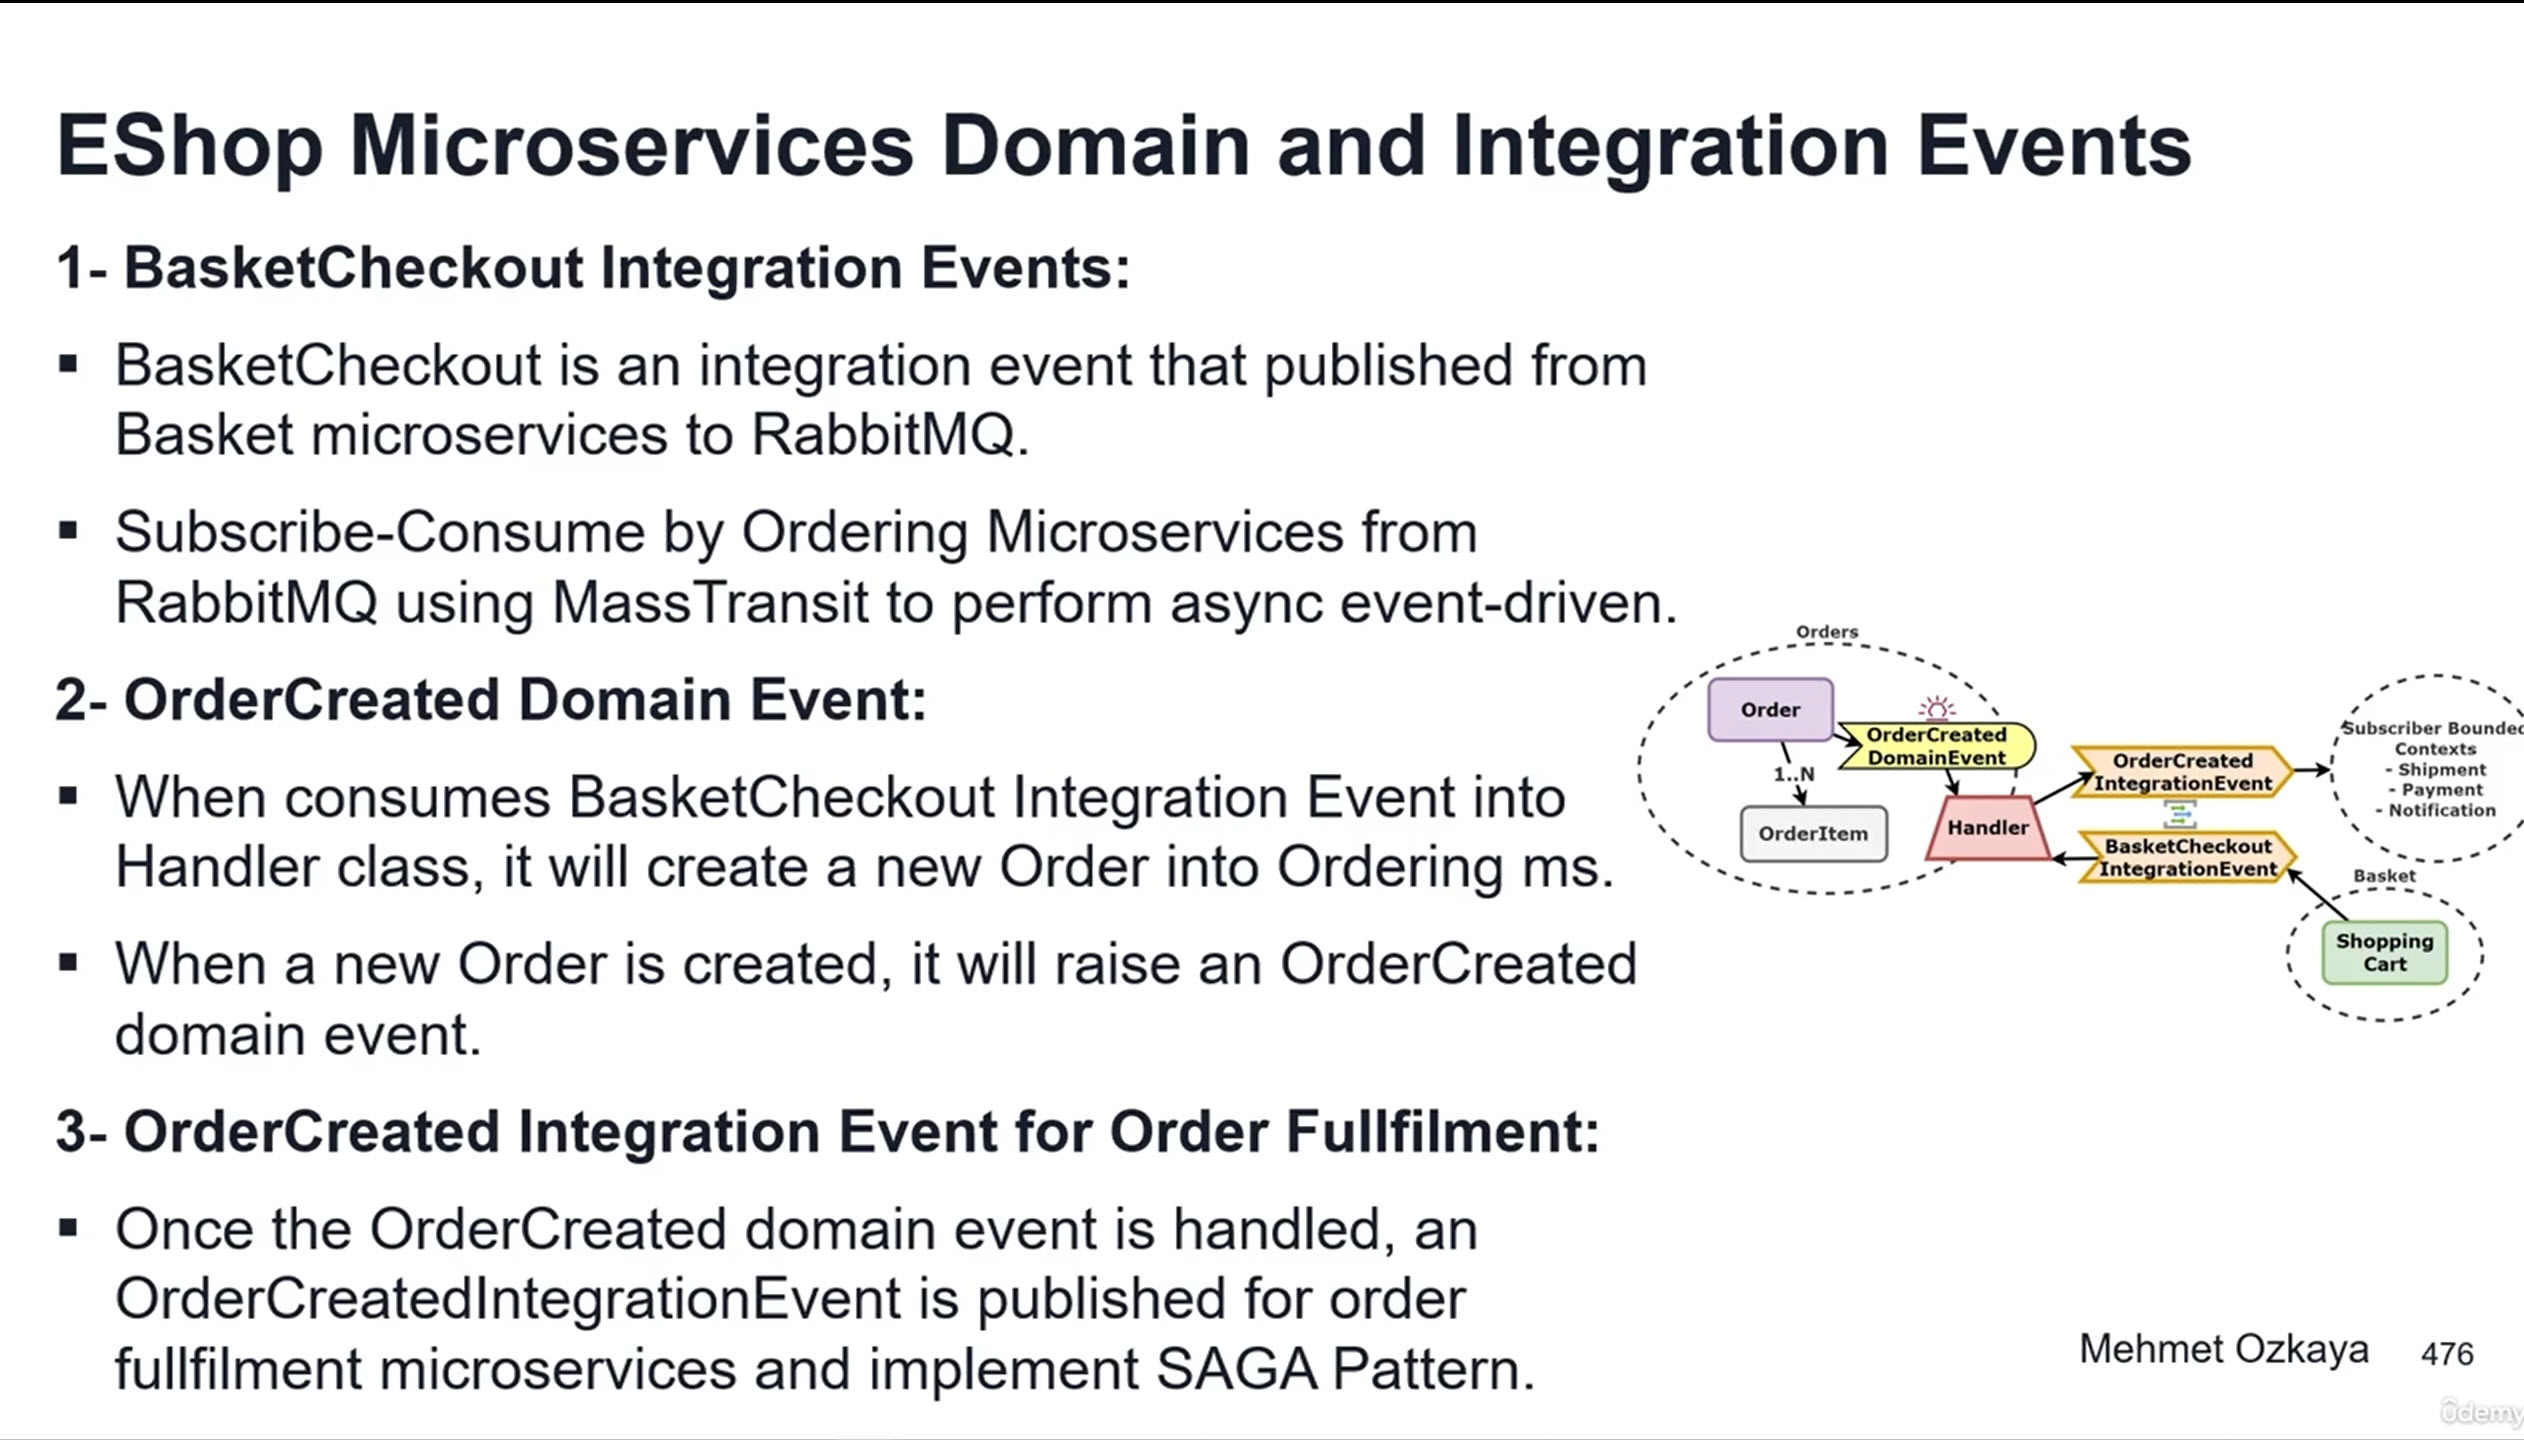 EShop Microservices Domain and Integration Events
1- BasketCheckout Integration Events:
▪ BasketCheckout is an integration event that published from
Basket microservices to RabbitMQ.
▪ Subscribe-Consume by Ordering Microservices from
RabbitMQ using MassTransit to perform async event-driven.
2- OrderCreated Domain Event:
▪ When consumes BasketCheckout Integration Event into
Handler class, it will create a new Order into Ordering ms.
▪ When a new Order is created, it will raise an OrderCreated
domain event.
3- OrderCreated Integration Event for Order Fullfilment:
▪ Once the OrderCreated domain event is handled, an
OrderCreatedIntegrationEvent is published for order
fullfilment microservices and implement SAGA Pattern.
Orders
Order
OrderCreated
DomainEvent
1..N
OrderItem
Handler
OrderCreated
IntegrationEvent
BasketCheckout
IntegrationEvent
Subscriber Bounded
Contexts
- Shipment
- Payment
- Notification
Basket
Shopping
Cart
Mehmet Ozkaya
476
ûdemy